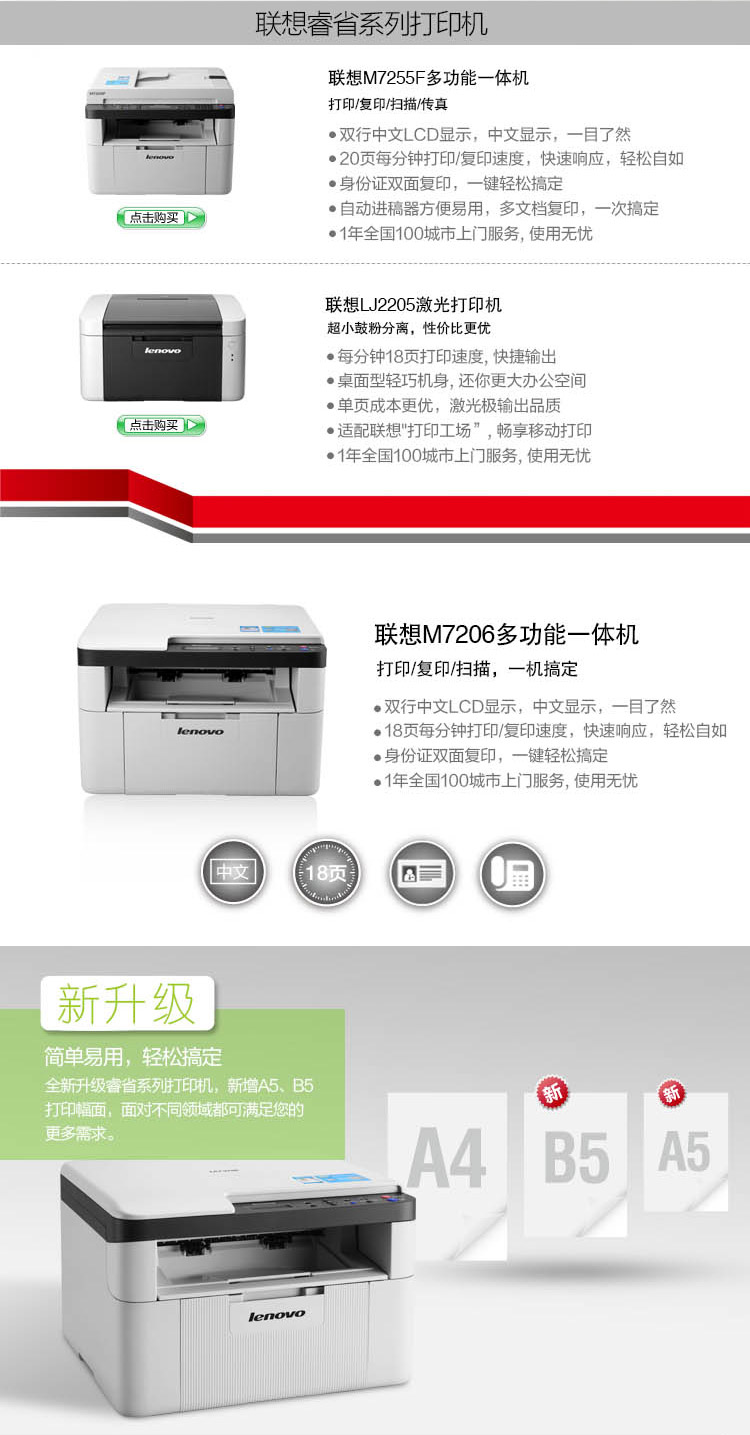 联想睿省系列打印机
联想M7255F多功能一体机
打印/复印/扫描/传真
•双行中文LCD显示，中文显示，一目了然
•20页每分钟打印/复印速度，快速响应，轻松自如
•身份证双面复印，一键轻松搞定
•自动进稿器方便易用，多文档复印，一次搞定
•1年全国100城市上门服务, 使用无忧
lenovo
点击购买
联想LJ2205激光打印机
超小鼓粉分离，性价比更优
•每分钟18页打印速度, 快捷输出
•桌面型轻巧机身, 还你更大办公空间
•单页成本更优，激光极输出品质
•适配联想"打印工场”, 畅享移动打印
•1年全国100城市上门服务, 使用无忧
lenovo
点击购买
联想M7206多功能一体机
打印/复印/扫描，一机搞定
•双行中文LCD显示，中文显示，一目了然
•18页每分钟打印/复印速度，快速响应，轻松自如
•身份证双面复印，一键轻松搞定
•1年全国100城市上门服务, 使用无忧
lenovo
中文
18页
新升级
简单易用，轻松搞定
全新升级睿省系列打印机，新增A5、B5
打印幅面，面对不同领域都可满足您的
更多需求。
新
新
A4
B5
A5
lenovo